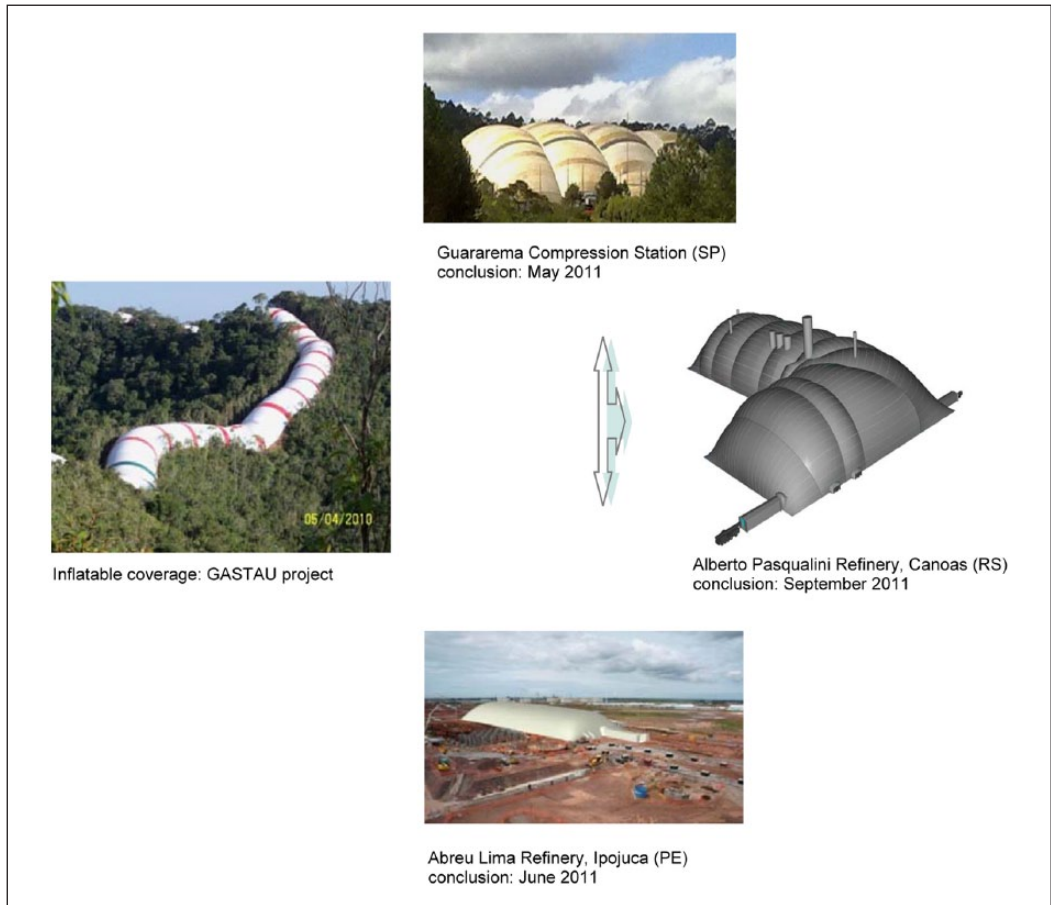 Guararema Compression Station (SP)
conclusion: May 2011
05/04/2010
Inflatable coverage: GASTAU project
Alberto Pasqualini Refinery, Canoas (RS)
conclusion: September 2011
Abreu Lima Refinery, Ipojuca (PE)
conclusion: June 2011